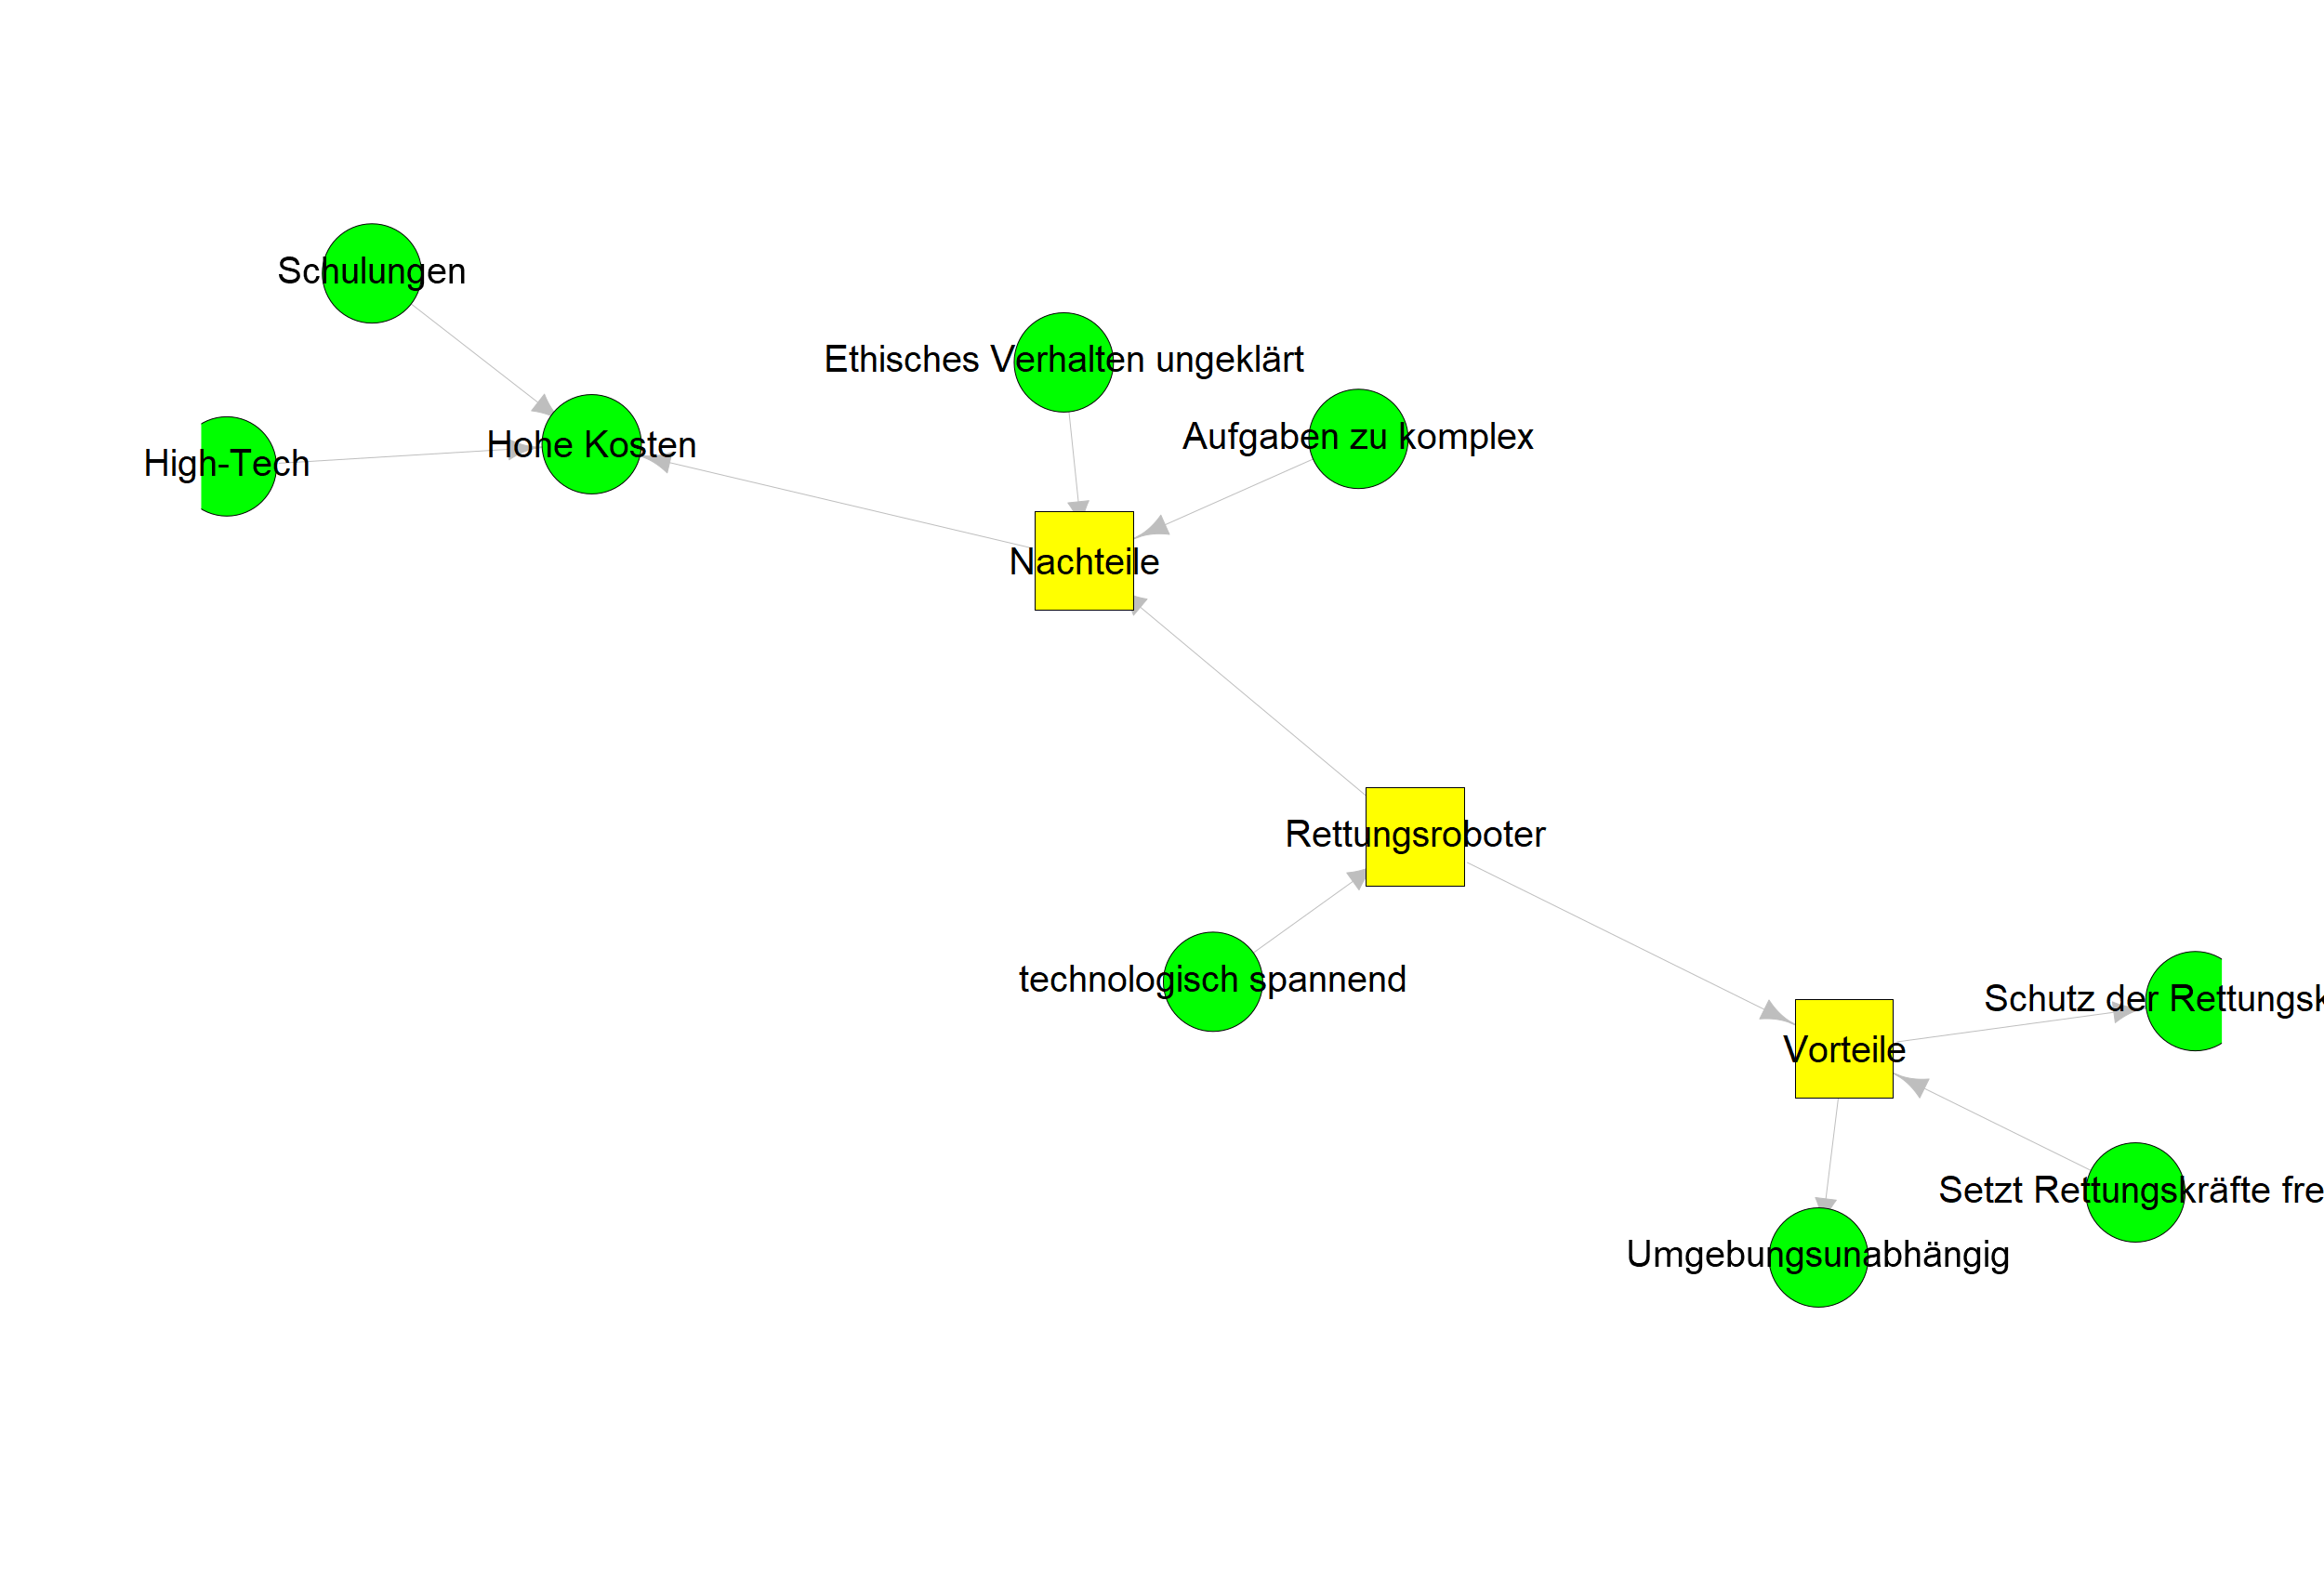 Schulungen
Ethisches Verhalten ungeklärt
Aufgaben zu komplex
Hohe Kosten
High-Tech
Nachteile
Rettungsroboter
technologisch spannend
Schutz der Rettungsk
Vorteile
Setzt Rettungskräfte fre
Umgebungsunabhängig